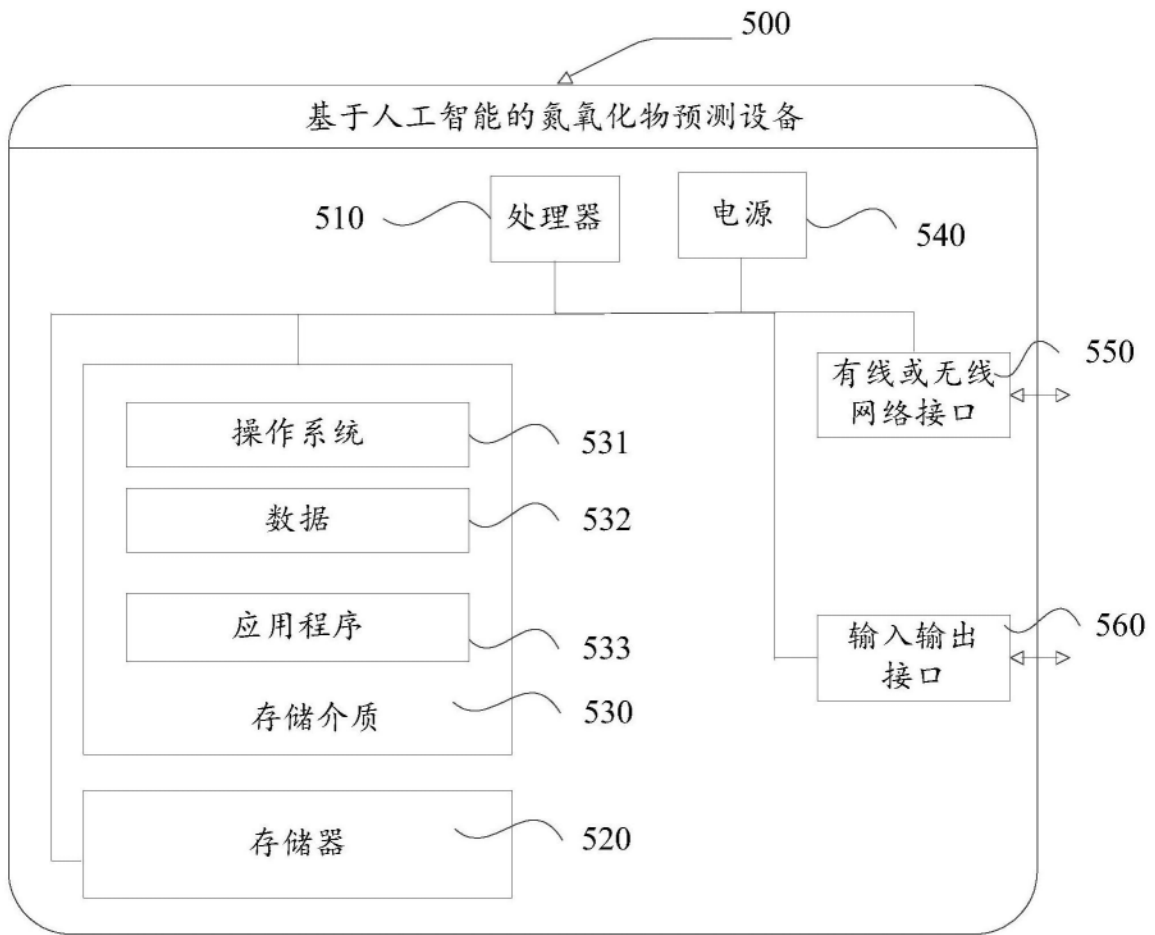 500
基于人工智能的氮氧化物预测设备
510
处理器
电源
540
有线或无线
网络接口
550
操作系统
531
数据
532
应用程序
533
存储介质
530
输入输出
接口
560
存储器
520